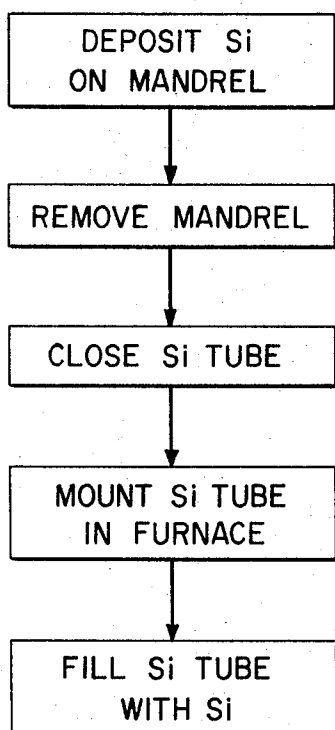 DEPOSIT Si
ON MANDREL
REMOVE MANDREL
CLOSE Si TUBE
MOUNT Si TUBE
IN FURNACE
FILL Si TUBE
WITH Si